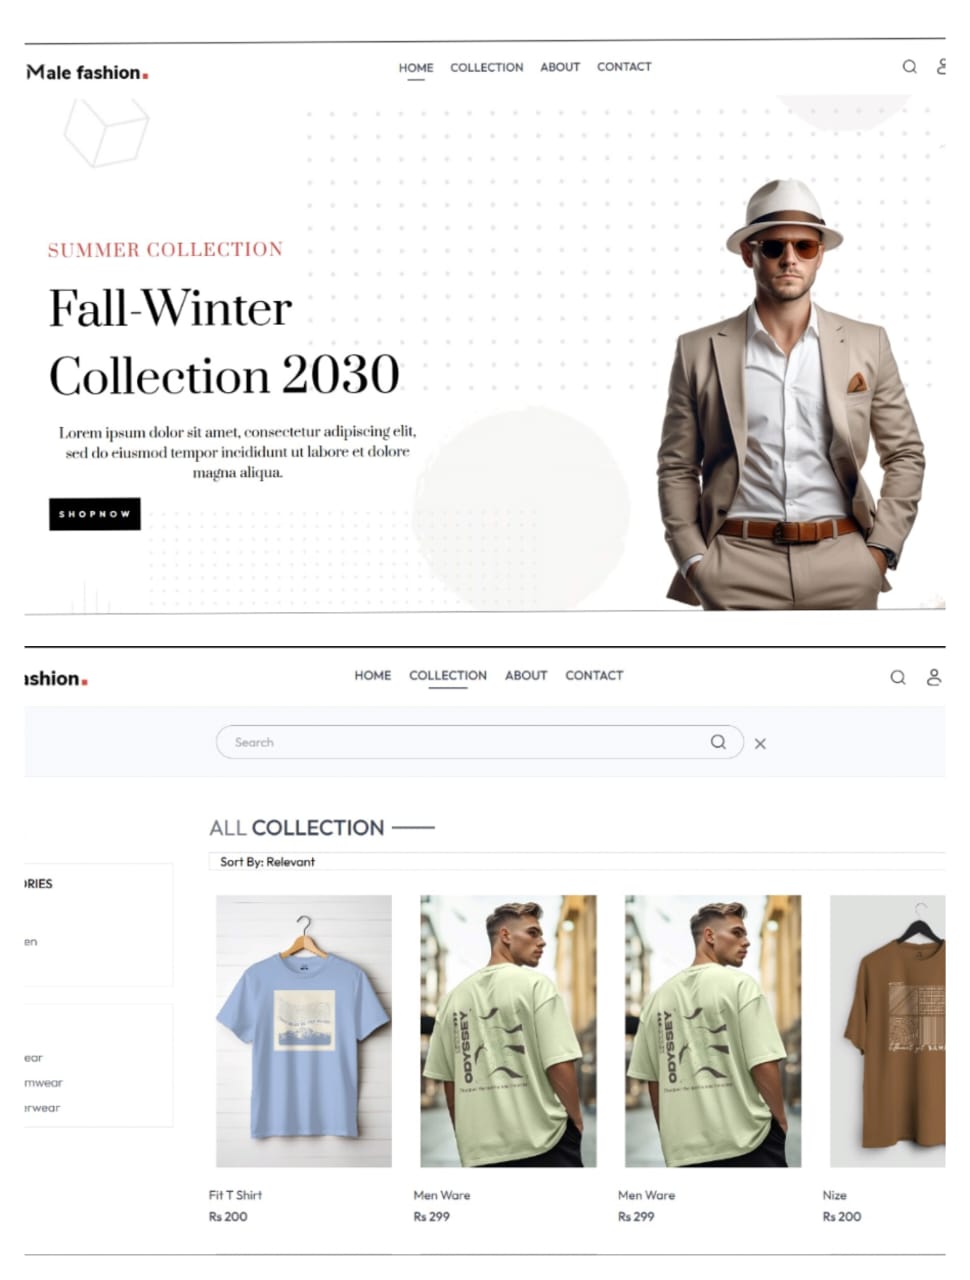 Male fashion.
HOME COLLECTION ABOUT CONTACT
SUMMER COLLECTION
Fall-Winter
Collection 2030
Lorem ipsum dolor sit amet, consectetur adipiscing elit,
sed do eiusmod tempor incididunt ut labore et dolore
magna aliqua.
SHOPNOW
ashion.
HOME COLLECTION ABOUT CONTACT
Search
ALL COLLECTION
Sort By: Relevant
ORIES
en
ear
mwear
erwear
ODYSSEY
ODYSSEY
Fit T Shirt
Men Ware
Men Ware
Nize
Rs 200
Rs 299
Rs 299
Rs 200